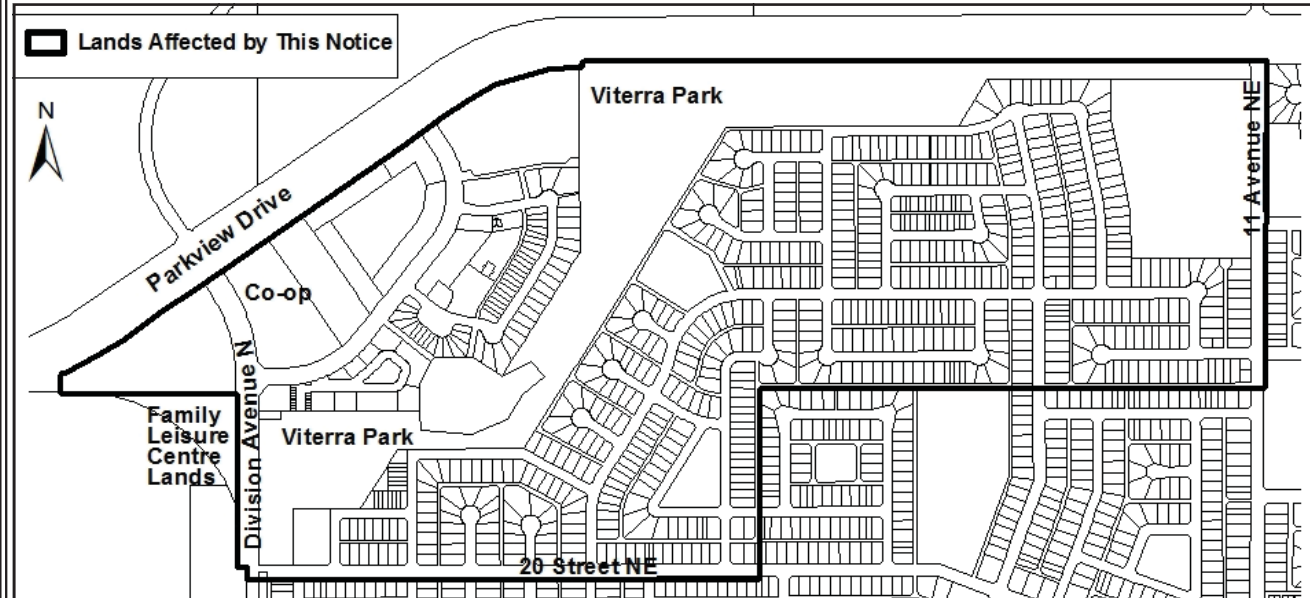 Lands Affected by This Notice
N
Viterra Park
11 Avenue NE
Parkview Drive
Co-op
Division Avenue N
Family
Leisure
Centre
Lands
Viterra Park
20 Street NE